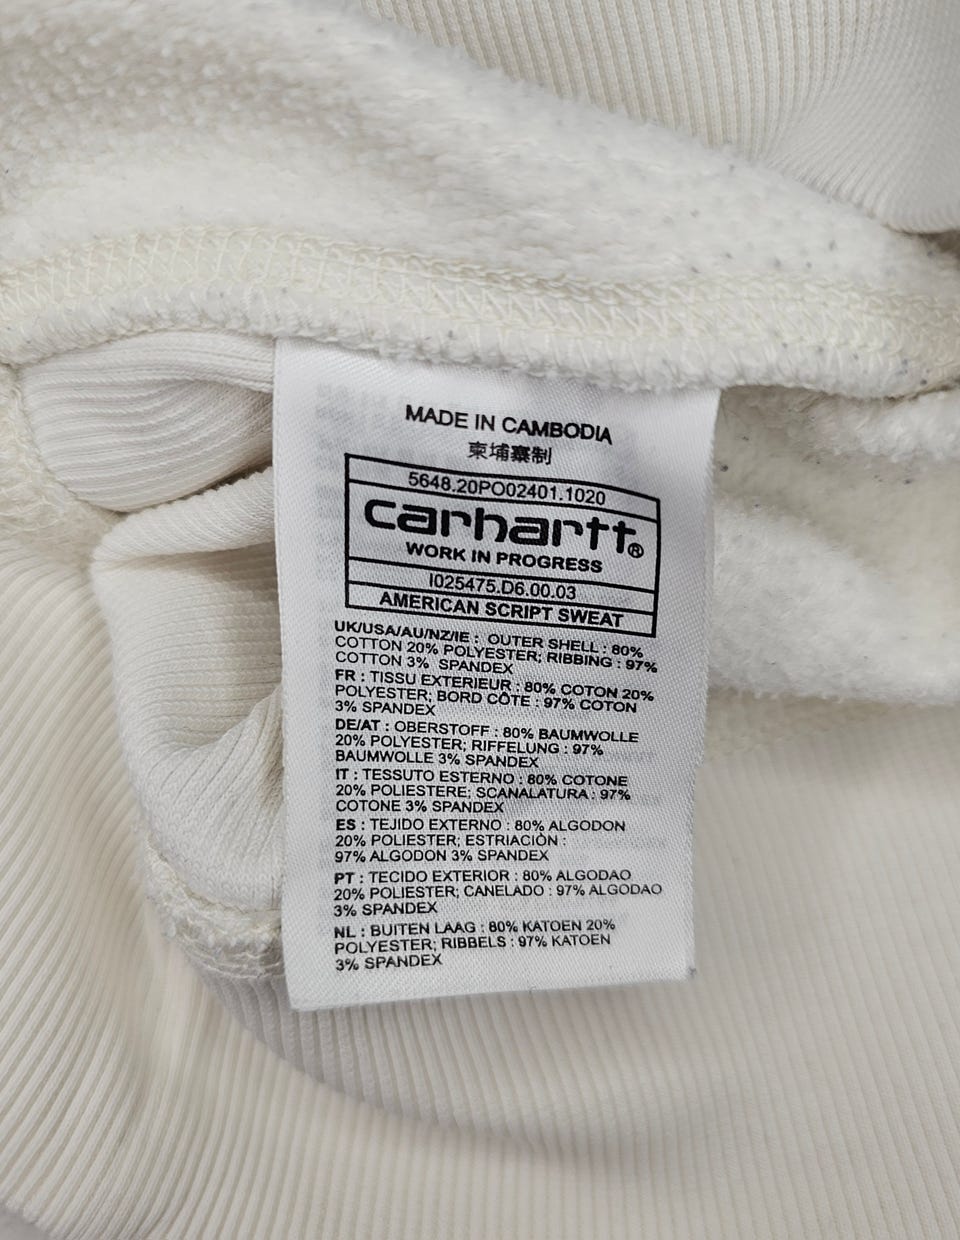 MADE IN CAMBODIA
柬埔寨制
5648.20PO02401.1020
carhartt®
WORK IN PROGRESS
I025475.D6.00.03
AMERICAN SCRIPT SWEAT
UK/USA/AU/NZ/IE : OUTER SHELL : 80%
COTTON 20% POLYESTER; RIBBING : 97%
COTTON 3% SPANDEX
FR : TISSU EXTERIEUR : 80% COTON 20%
POLYESTER; BORD CÔTE : 97% COTON
3% SPANDEX
DE/AT : OBERSTOFF : 80% BAUMWOLLE
20% POLYESTER; RIFFELUNG : 97%
BAUMWOLLE 3% SPANDEX
IT : TESSUTO ESTERNO : 80% COTONE
20% POLIESTERE; SCANALATURA : 97%
COTONE 3% SPANDEX
ES : TEJIDO EXTERNO : 80% ALGODON
20% POLIESTER; ESTRIACIÒN :
97% ALGODON 3% SPANDEX
PT : TECIDO EXTERIOR : 80% ALGODAO
20% POLIESTER; CANELADO : 97% ALGODAO
3% SPANDEX
NL : BUITEN LAAG : 80% KATOEN 20%
POLYESTER; RIBBELS : 97% KATOEN
3% SPANDEX